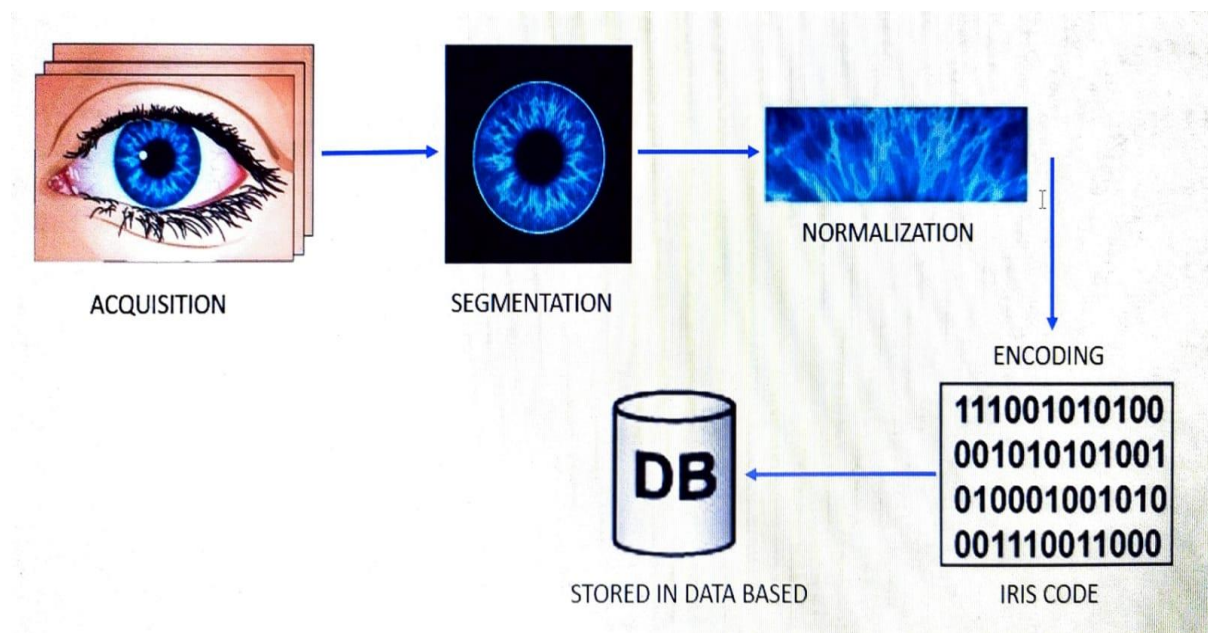 ACQUISITION
SEGMENTATION
NORMALIZATION
ENCODING
111001010100
001010101001
010001001010
001110011000
IRIS CODE
DB
STORED IN DATA BASED